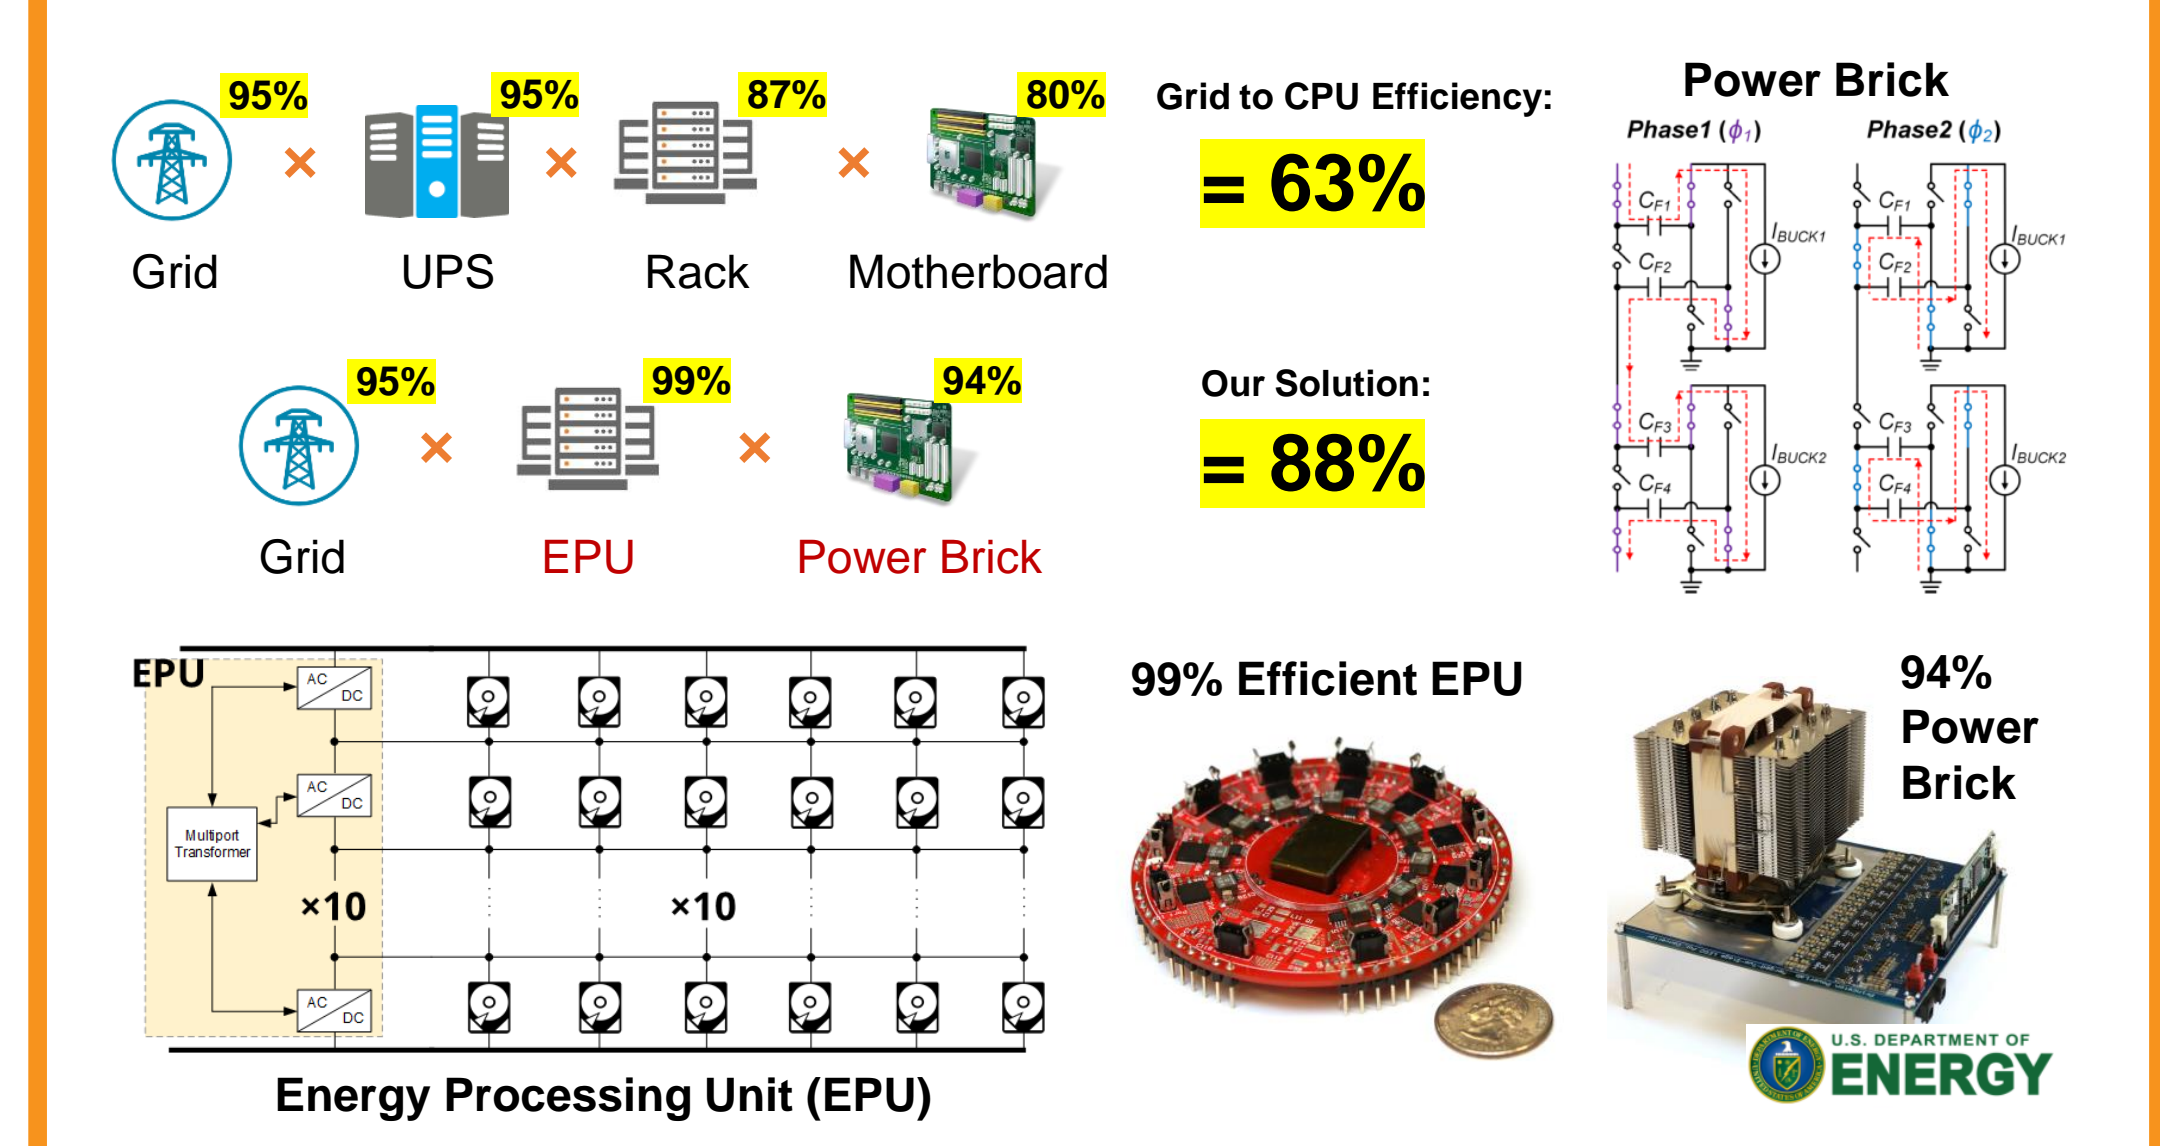 95%
95%
87%
80%
Grid to CPU Efficiency:
= 63%
Grid
×
UPS
×
Rack
×
Motherboard
95%
99%
94%
Our Solution:
= 88%
Grid
×
EPU
×
Power Brick
Power Brick
Phase1 (ϕ1)
Phase2 (ϕ2)
CF1
IBUCK1
CF2
CF3
IBUCK2
CF4
CF1
IBUCK1
CF2
CF3
IBUCK2
CF4
EPU
AC
DC
AC
DC
Multiport
Transformer
×10
×10
AC
DC
Energy Processing Unit (EPU)
99% Efficient EPU
94%
Power
Brick
U.S. DEPARTMENT OF
ENERGY